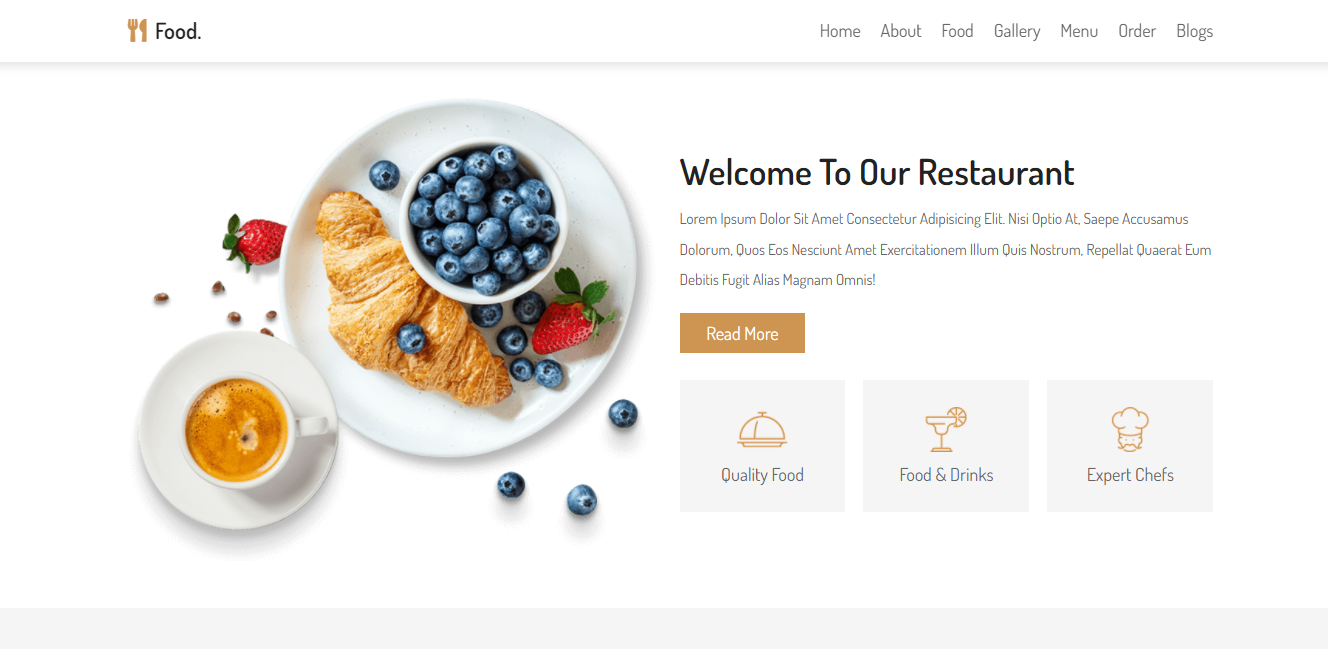 Food.
Home About Food Gallery Menu Order Blogs
Welcome To Our Restaurant
Lorem Ipsum Dolor Sit Amet Consectetur Adipisicing Elit. Nisi Optio At, Saepe Accusamus
Dolorum, Quos Eos Nesciunt Amet Exercitationem Illum Quis Nostrum, Repellat Quaerat Eum
Debitis Fugit Alias Magnam Omnis!
Read More
Quality Food
Food & Drinks
Expert Chefs